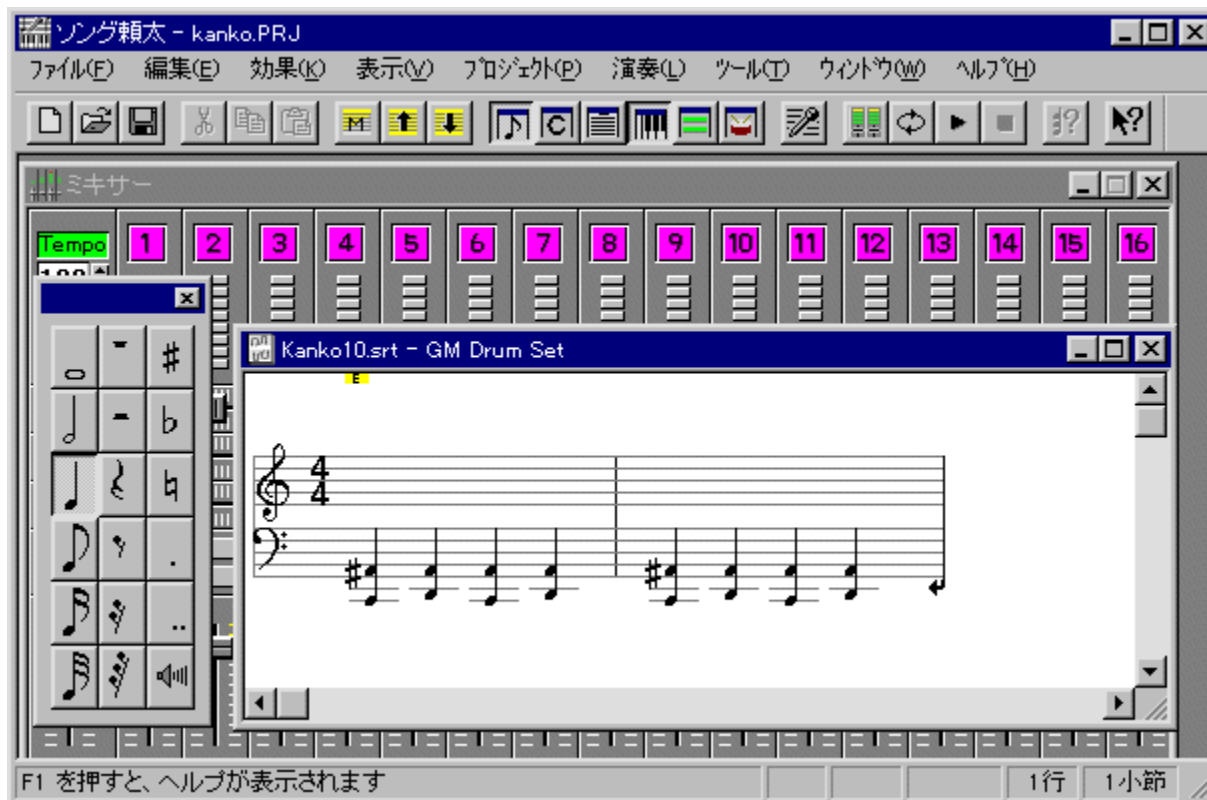 ソング頼太 - kanko.PRJ
ﾌｧｲﾙ(F) 編集(E) 効果(K) 表示(V) ﾌﾟﾛｼﾞｪｸﾄ(P) 演奏(L) ﾂｰﾙ(T) ｳｨﾝﾄﾞｳ(W) ﾍﾙﾌﾟ(H)
M C ? ?
ミキサー
Tempo 1 2 3 4 5 6 7 8 9 10 11 12 13 14 15 16
Kanko10.srt - GM Drum Set
E
4
4
F1 を押すと、ヘルプが表示されます 1行 1小節